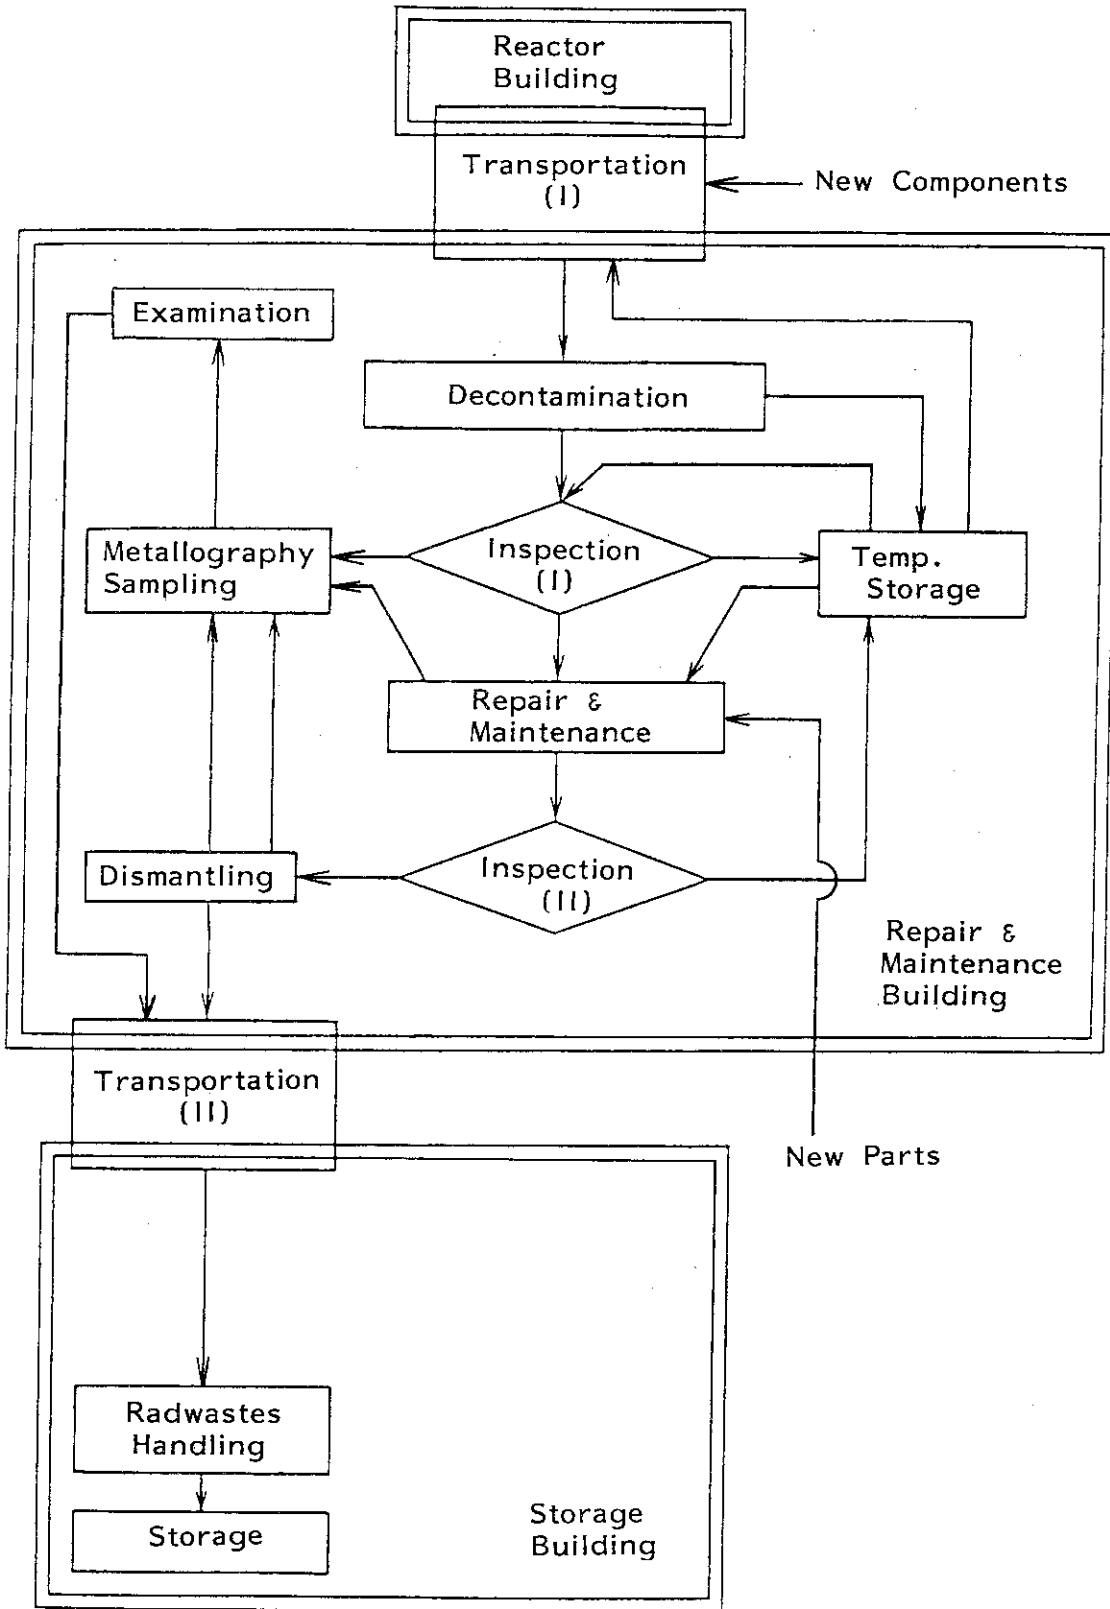 Reactor
Building
Transportation
(I)
New Components
Examination
Decontamination
Metallography
Sampling
Inspection
(I)
Temp.
Storage
Repair &
Maintenance
Dismantling
Inspection
(II)
Repair &
Maintenance
Building
Transportation
(II)
New Parts
Radwastes
Handling
Storage
Storage
Building